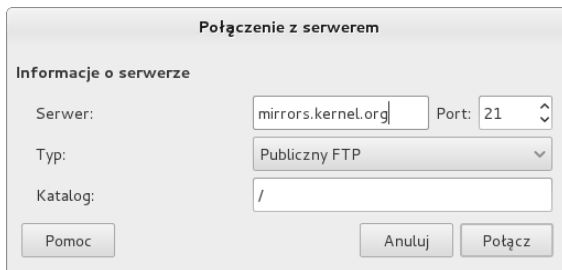 Połączenie z serwerem
Informacje o serwerze
Serwer: mirrors.kernel.org Port: 21
Typ: Publiczny FTP
Katalog: /
Pomoc Anuluj Połącz